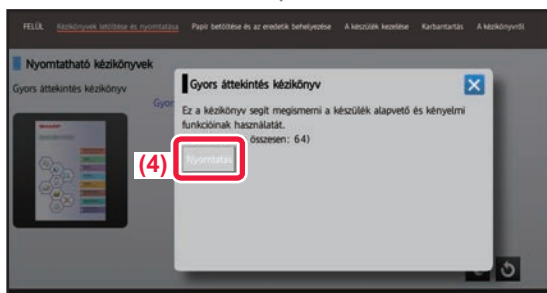 FELÜL Kézikönyvek letöltése és nyomtatása Papír betöltése és az eredetik behelyezése A készülék kezelése Karbantartás A kézikönyvről
Nyomtatható kézikönyvek
Gyors áttekintés kézikönyv
Gyor
Gyors áttekintés kézikönyv
Ez a kézikönyv segít megismerni a készülék alapvető és kényelmi
funkcióinak használatát.
összesen: 64)
(4)
Nyomtatás